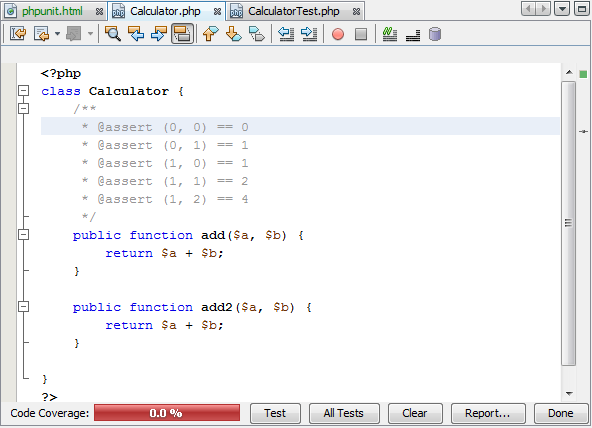 phpunit.html Calculator.php CalculatorTest.php
<?php
class Calculator {
/**
* @assert (0, 0) == 0
* @assert (0, 1) == 1
* @assert (1, 0) == 1
* @assert (1, 1) == 2
* @assert (1, 2) == 4
*/
public function add($a, $b) {
return $a + $b;
}
public function add2($a, $b) {
return $a + $b;
}
}
?>
Code Coverage: 0.0 % Test All Tests Clear Report... Done